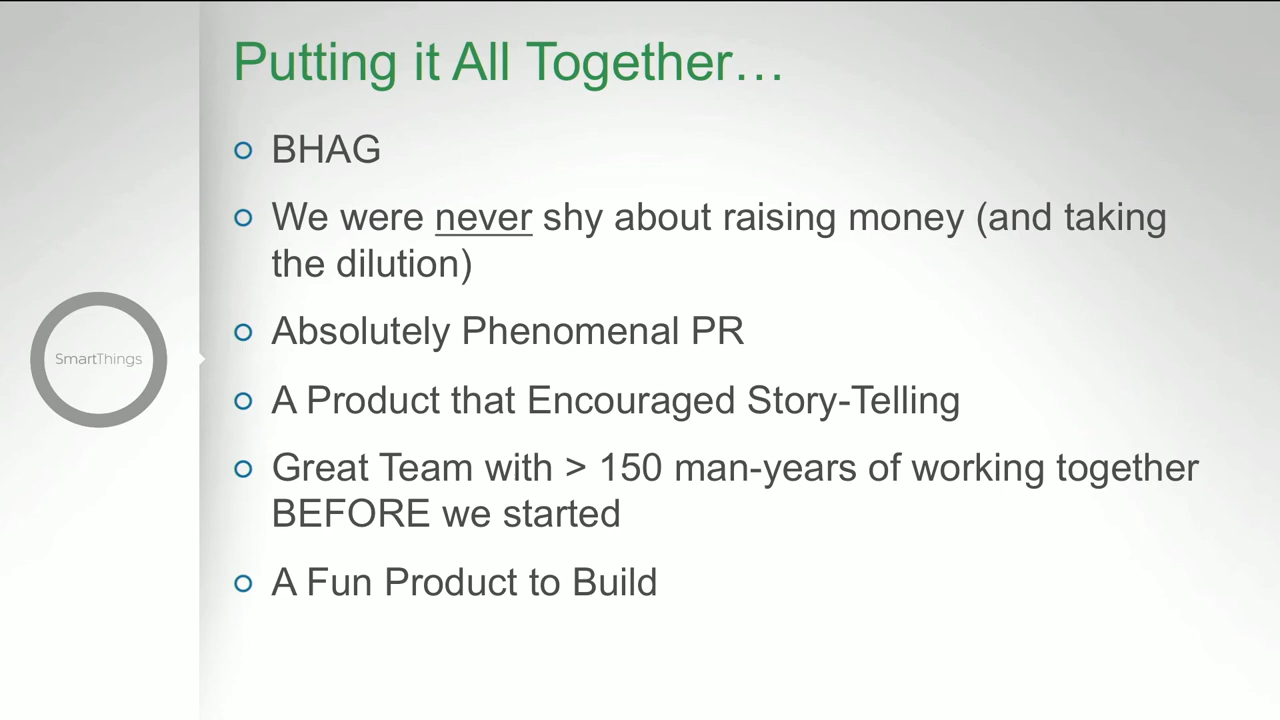 Putting it All Together…
BHAG
We were never shy about raising money (and taking
the dilution)
Absolutely Phenomenal PR
SmartThings
A Product that Encouraged Story-Telling
Great Team with > 150 man-years of working together
BEFORE we started
A Fun Product to Build